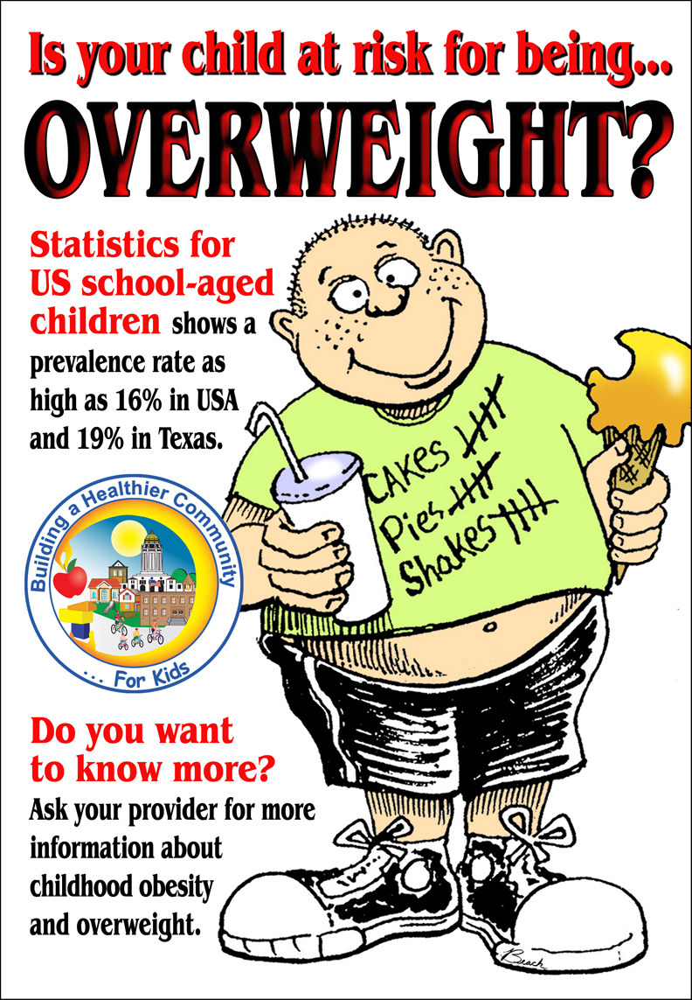 Is your child at risk for being...
OVERWEIGHT?
Statistics for
US school-aged
children shows a
prevalence rate as
high as 16% in USA
and 19% in Texas.
CAKES
Pies
Shakes
Building a Healthier Community
... For Kids
Do you want
to know more?
Ask your provider for more
information about
childhood obesity
and overweight.
Beach